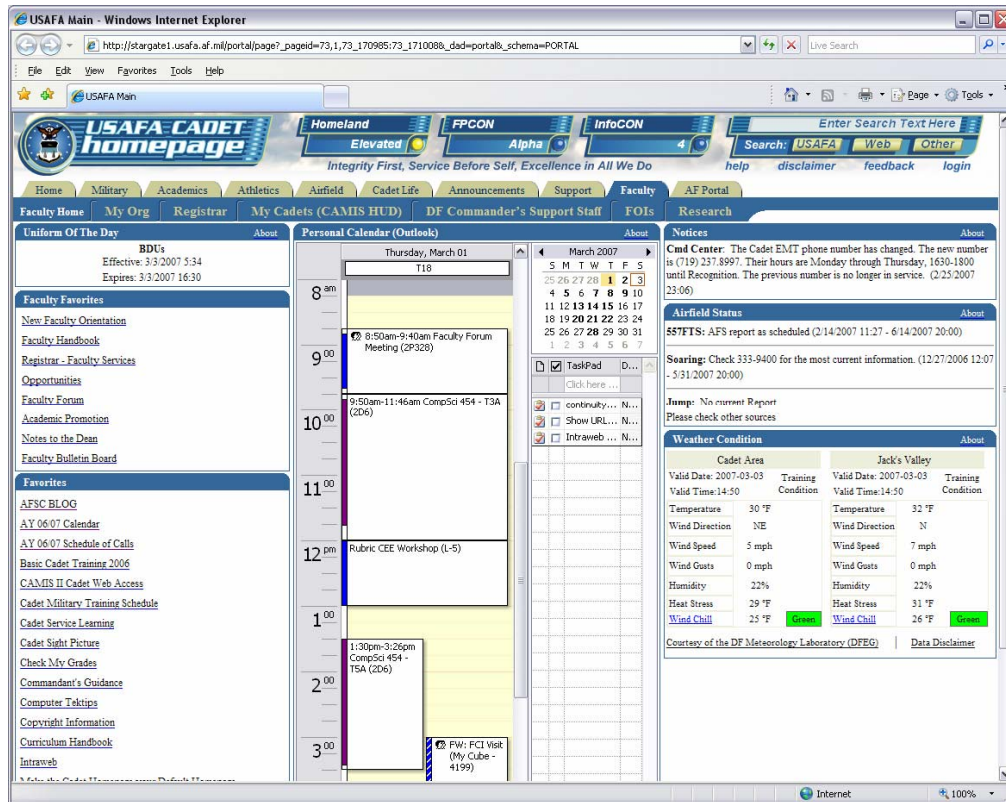 USAFA Main - Windows Internet Explorer
http://stargate1.usafa.af.mil/portal/page?_pageid=73,1,73_170985:73_171008&_dad=portal&_schema=PORTAL
Live Search
File Edit View Favorites Tools Help
USAFA Main
Page Tools
USAFA CADET
homepage
Homeland
Elevated
FPCON
Alpha
InfoCON
4
Integrity First, Service Before Self, Excellence in All We Do
Enter Search Text Here
Search: USAFA Web Other
help disclaimer feedback login
Home Military Academics Athletics Airfield Cadet Life Announcements Support Faculty AF Portal
Faculty Home My Org Registrar My Cadets (CAMIS HUD) DF Commander's Support Staff FOIs Research
Uniform Of The Day About
BDUs
Effective: 3/3/2007 5:34
Expires: 3/3/2007 16:30
Faculty Favorites
New Faculty Orientation
Faculty Handbook
Registrar - Faculty Services
Opportunities
Faculty Forum
Academic Promotion
Notes to the Dean
Faculty Bulletin Board
Favorites
AFSC BLOG
AY 06/07 Calendar
AY 06/07 Schedule of Calls
Basic Cadet Training 2006
CAMIS II Cadet Web Access
Cadet Military Training Schedule
Cadet Service Learning
Cadet Sight Picture
Check My Grades
Commandant's Guidance
Computer Tektips
Copyright Information
Curriculum Handbook
Intraweb
Make the Cadet Homepage your Default Homepage
Personal Calendar (Outlook) About
Thursday, March 01
T18
8 am
8:50am-9:40am Faculty Forum
Meeting (2P328)
9 00
9:50am-11:46am CompSci 454 - T3A
(2D6)
10 00
11 00
12 pm
Rubric CEE Workshop (L-5)
1 00
1:30pm-3:26pm
CompSci 454 -
T5A (2D6)
2 00
3 00
FW: FCI Visit
(My Cube -
4199)
March 2007
S M T W T F S
25 26 27 28 1 2 3
4 5 6 7 8 9 10
11 12 13 14 15 16 17
18 19 20 21 22 23 24
25 26 27 28 29 30 31
1 2 3 4 5 6 7
TaskPad D...
Click here ...
continuity... N...
Show URL... N...
Intraweb ... N...
Notices About
Cmd Center: The Cadet EMT phone number has changed. The new number
is (719) 237.8997. Their hours are Monday through Thursday, 1630-1800
until Recognition. The previous number is no longer in service. (2/25/2007
23:06)
Airfield Status About
557FTS: AFS report as scheduled (2/14/2007 11:27 - 6/14/2007 20:00)
Soaring: Check 333-9400 for the most current information. (12/27/2006 12:07
- 5/31/2007 20:00)
Jump: No current Report
Please check other sources
Weather Condition About
Cadet Area
Valid Date: 2007-03-03 Training
Valid Time:14:50 Condition
Temperature 30 °F
Wind Direction NE
Wind Speed 5 mph
Wind Gusts 0 mph
Humidity 22%
Heat Stress 29 °F
Wind Chill 25 °F Green
Jack's Valley
Valid Date: 2007-03-03 Training
Valid Time:14:50 Condition
Temperature 32 °F
Wind Direction N
Wind Speed 7 mph
Wind Gusts 0 mph
Humidity 22%
Heat Stress 31 °F
Wind Chill 26 °F Green
Courtesy of the DF Meteorology Laboratory (DFEG) | Data Disclaimer
Internet 100%